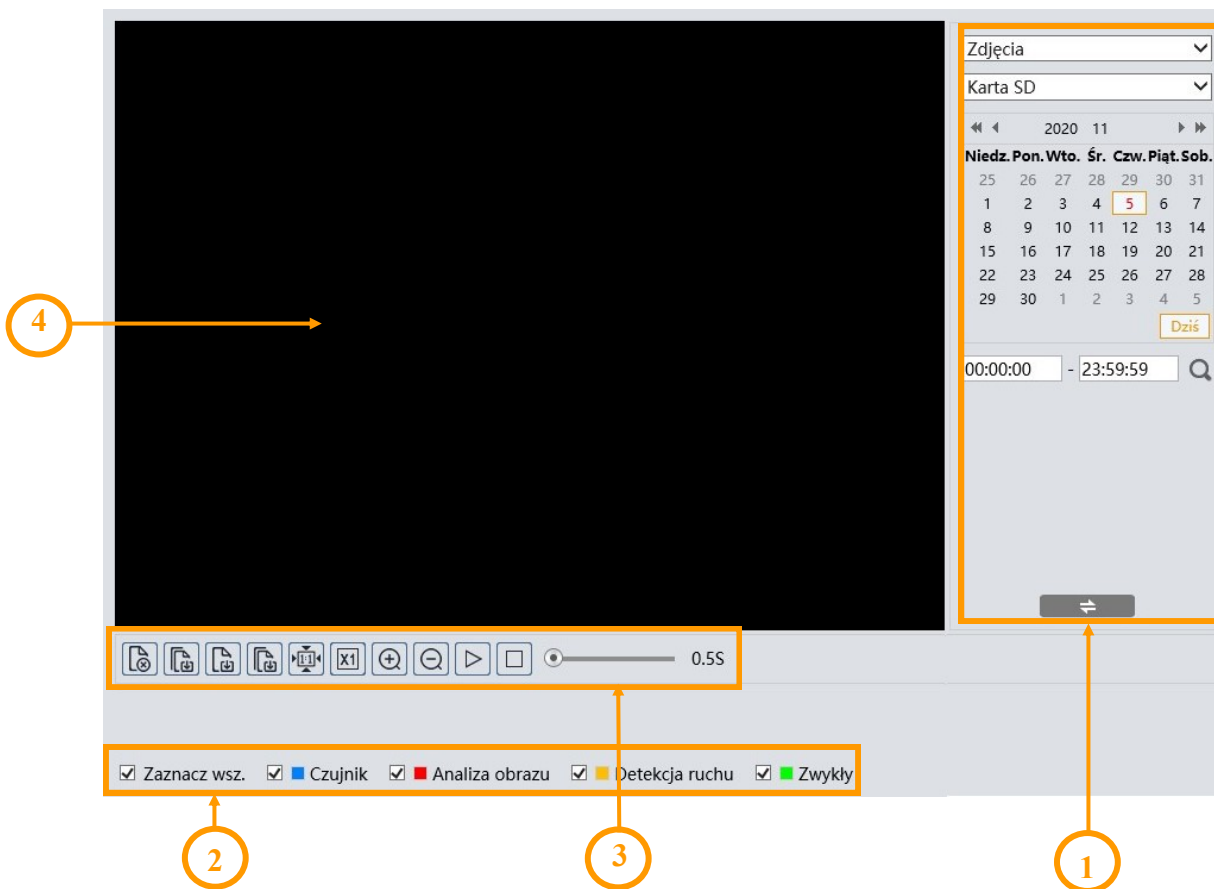 Zdjęcia
Karta SD
2020 11
Niedz. Pon. Wto. Śr. Czw. Piąt. Sob.
25 26 27 28 29 30 31
1 2 3 4 5 6 7
8 9 10 11 12 13 14
15 16 17 18 19 20 21
22 23 24 25 26 27 28
29 30 1 2 3 4 5
Dziś
00:00:00 - 23:59:59
4
1:1 X1 0.5S
Zaznacz wsz. Czujnik Analiza obrazu Detekcja ruchu Zwykły
2 3 1